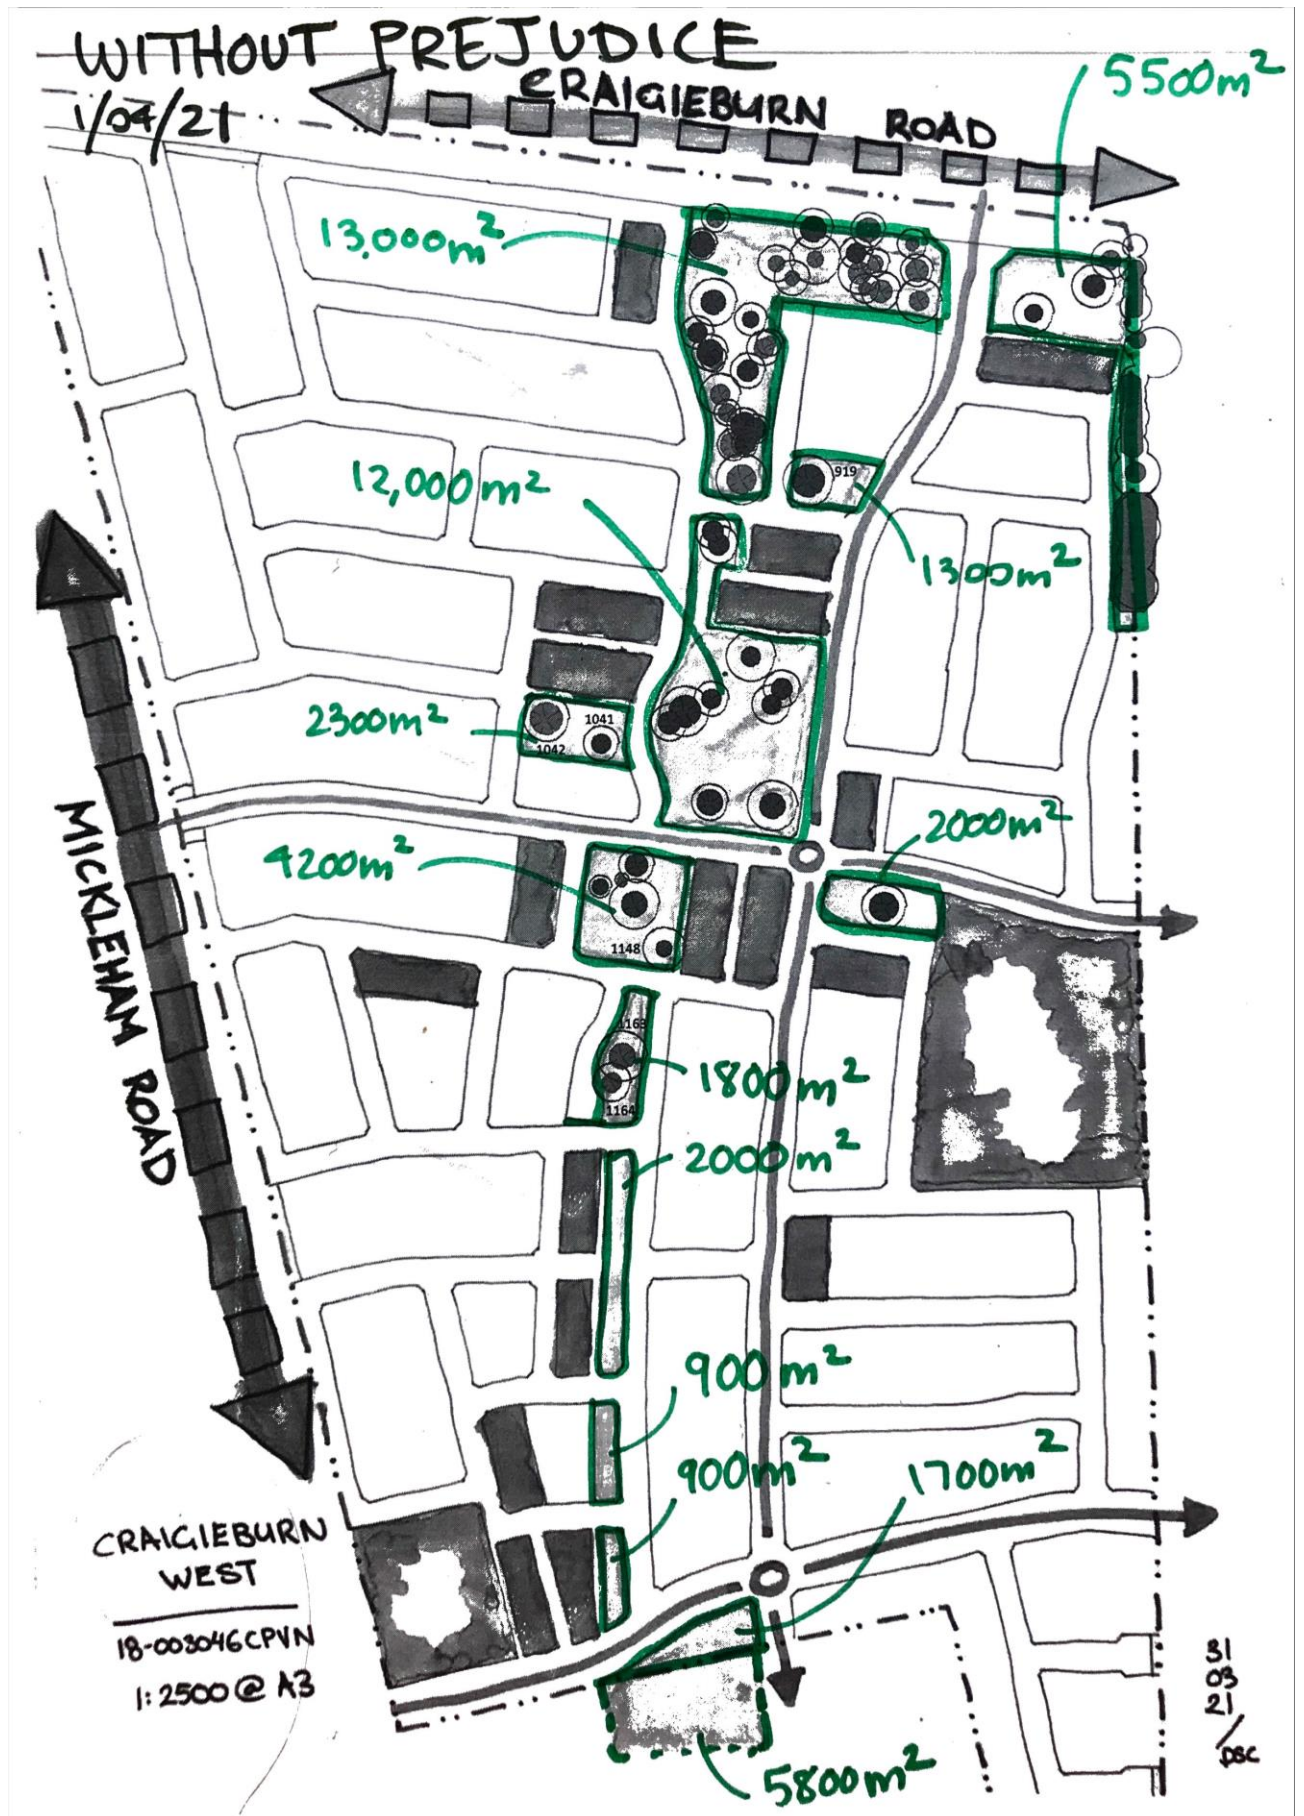 WITHOUT PREJUDICE
1/04/21
CRAIGIEBURN ROAD
5500m²
13,000m²
12,000m²
919
1300m²
2300m²
1041
1042
MICKLEHAM ROAD
2000m²
4200m²
1148
1163
1800m²
1164
2000m²
900m²
900m²
1700m²
CRAIGIEBURN
WEST
18-003046CPVN
1:2500 @ A3
31
03
21
/
DSC
5800m²